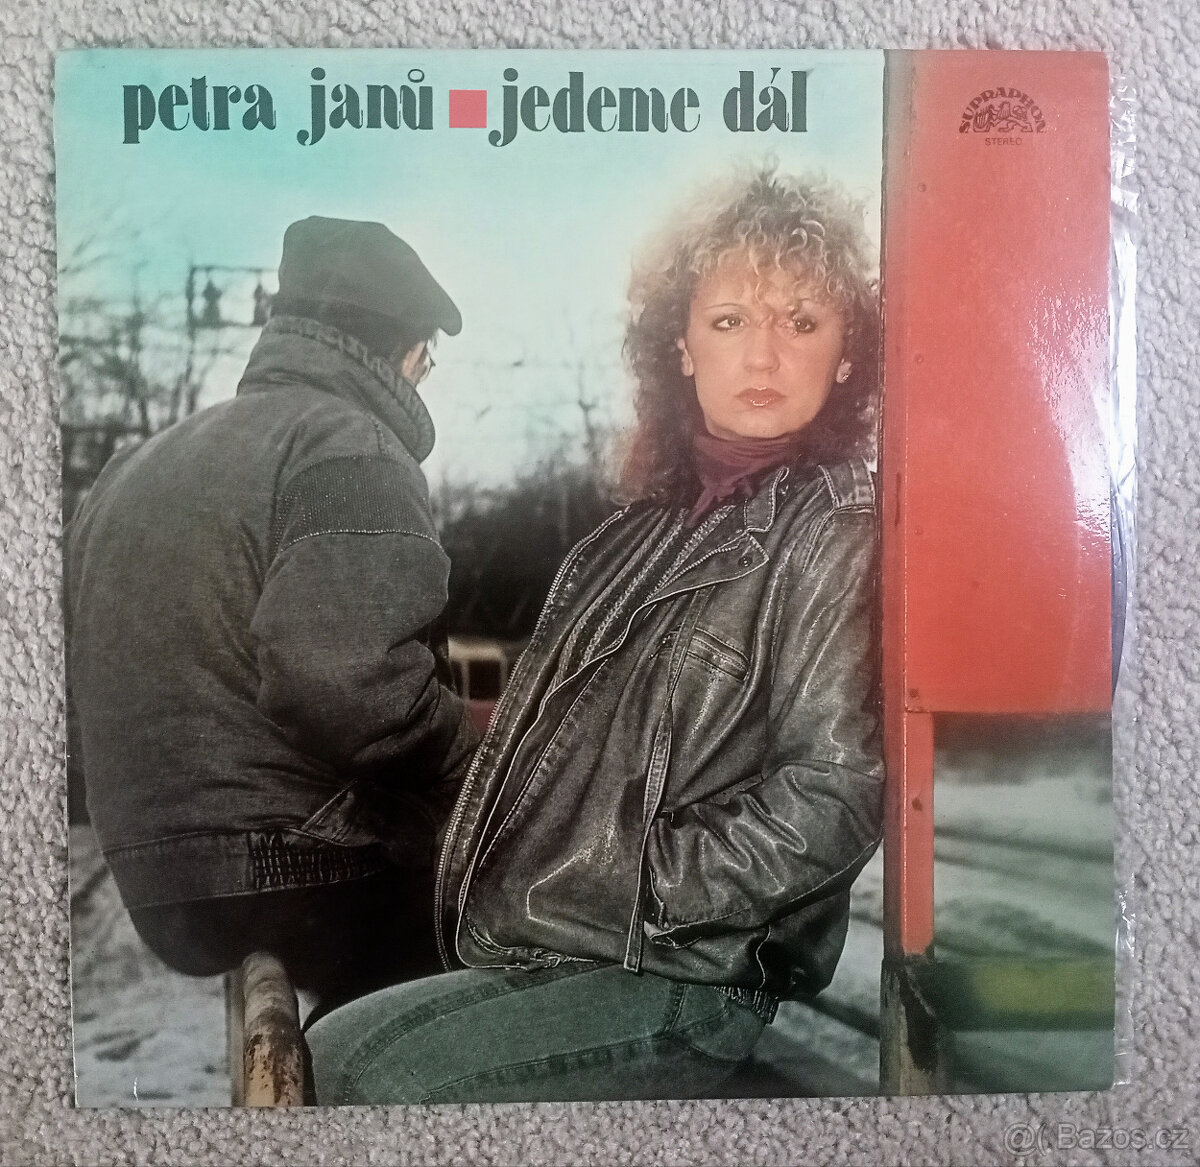 petra janů ■ jedeme dál
SUPRAPHON
STEREO
@( Bazos.cz